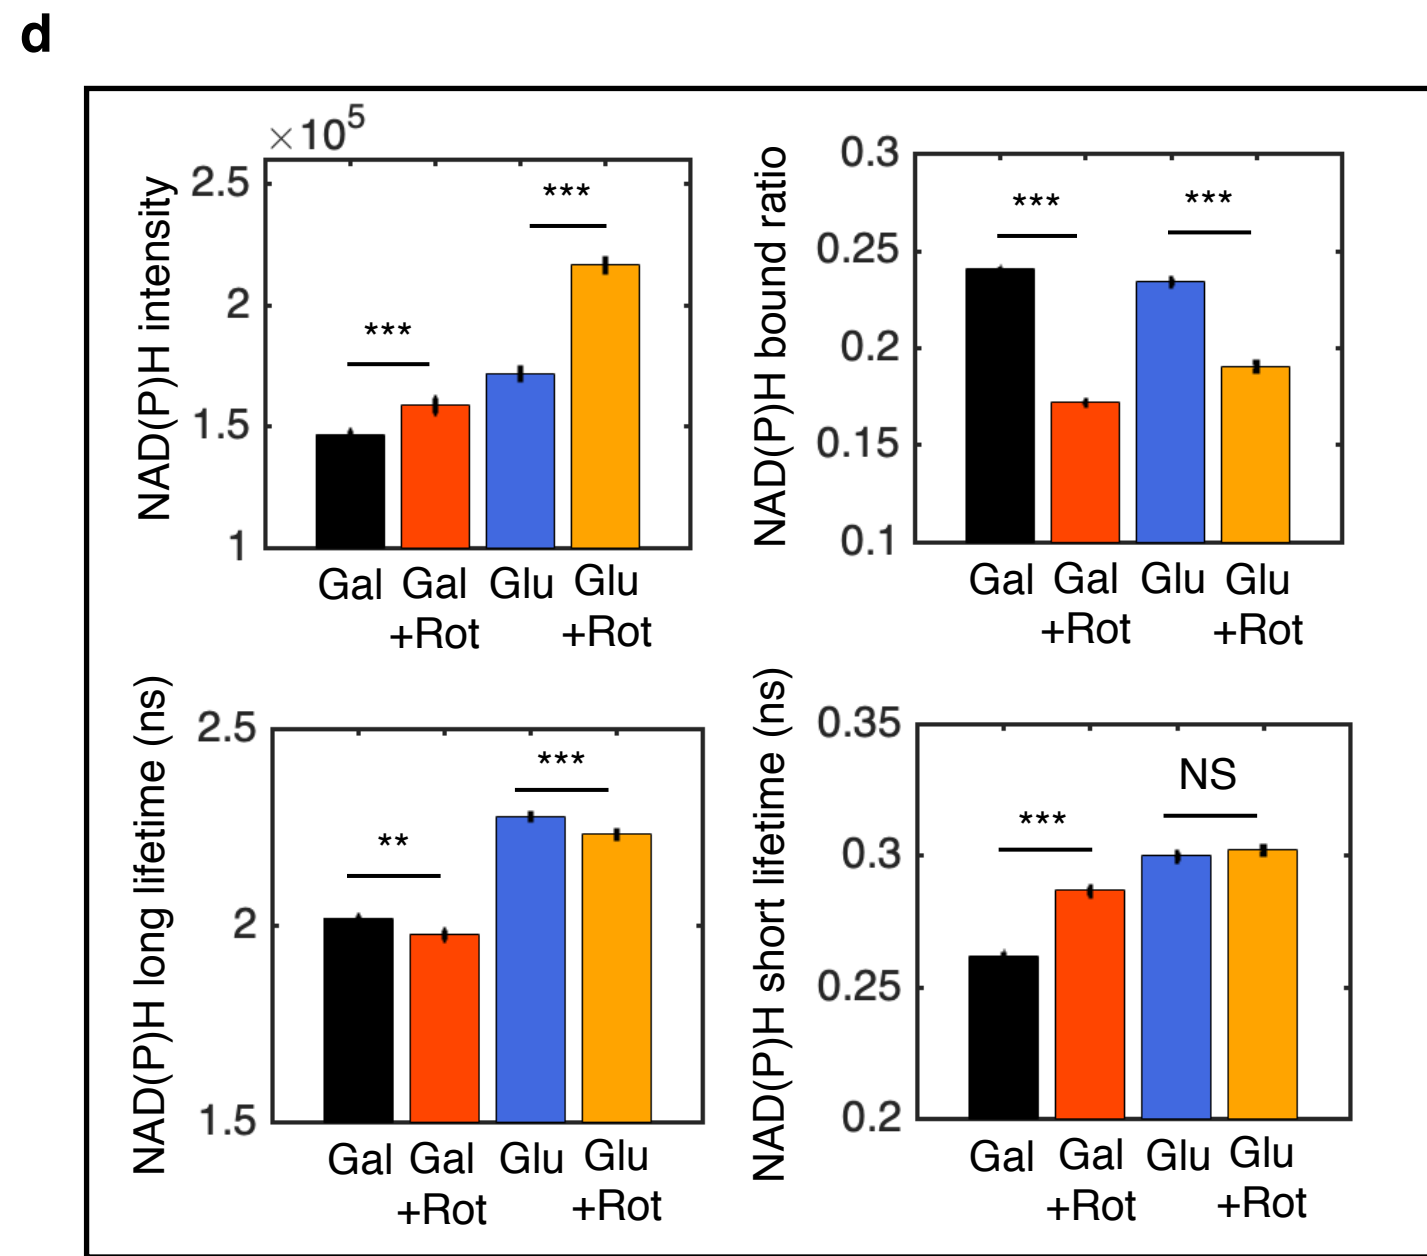 d
×10^5
NAD(P)H intensity
2.5
2
1.5
1
***
***
Gal Gal Glu Glu
+Rot +Rot
NAD(P)H bound ratio
0.3
0.25
0.2
0.15
0.1
***
***
Gal Gal Glu Glu
+Rot +Rot
NAD(P)H long lifetime (ns)
2.5
2
1.5
**
***
Gal Gal Glu Glu
+Rot +Rot
NAD(P)H short lifetime (ns)
0.35
0.3
0.25
0.2
***
NS
Gal Gal Glu Glu
+Rot +Rot